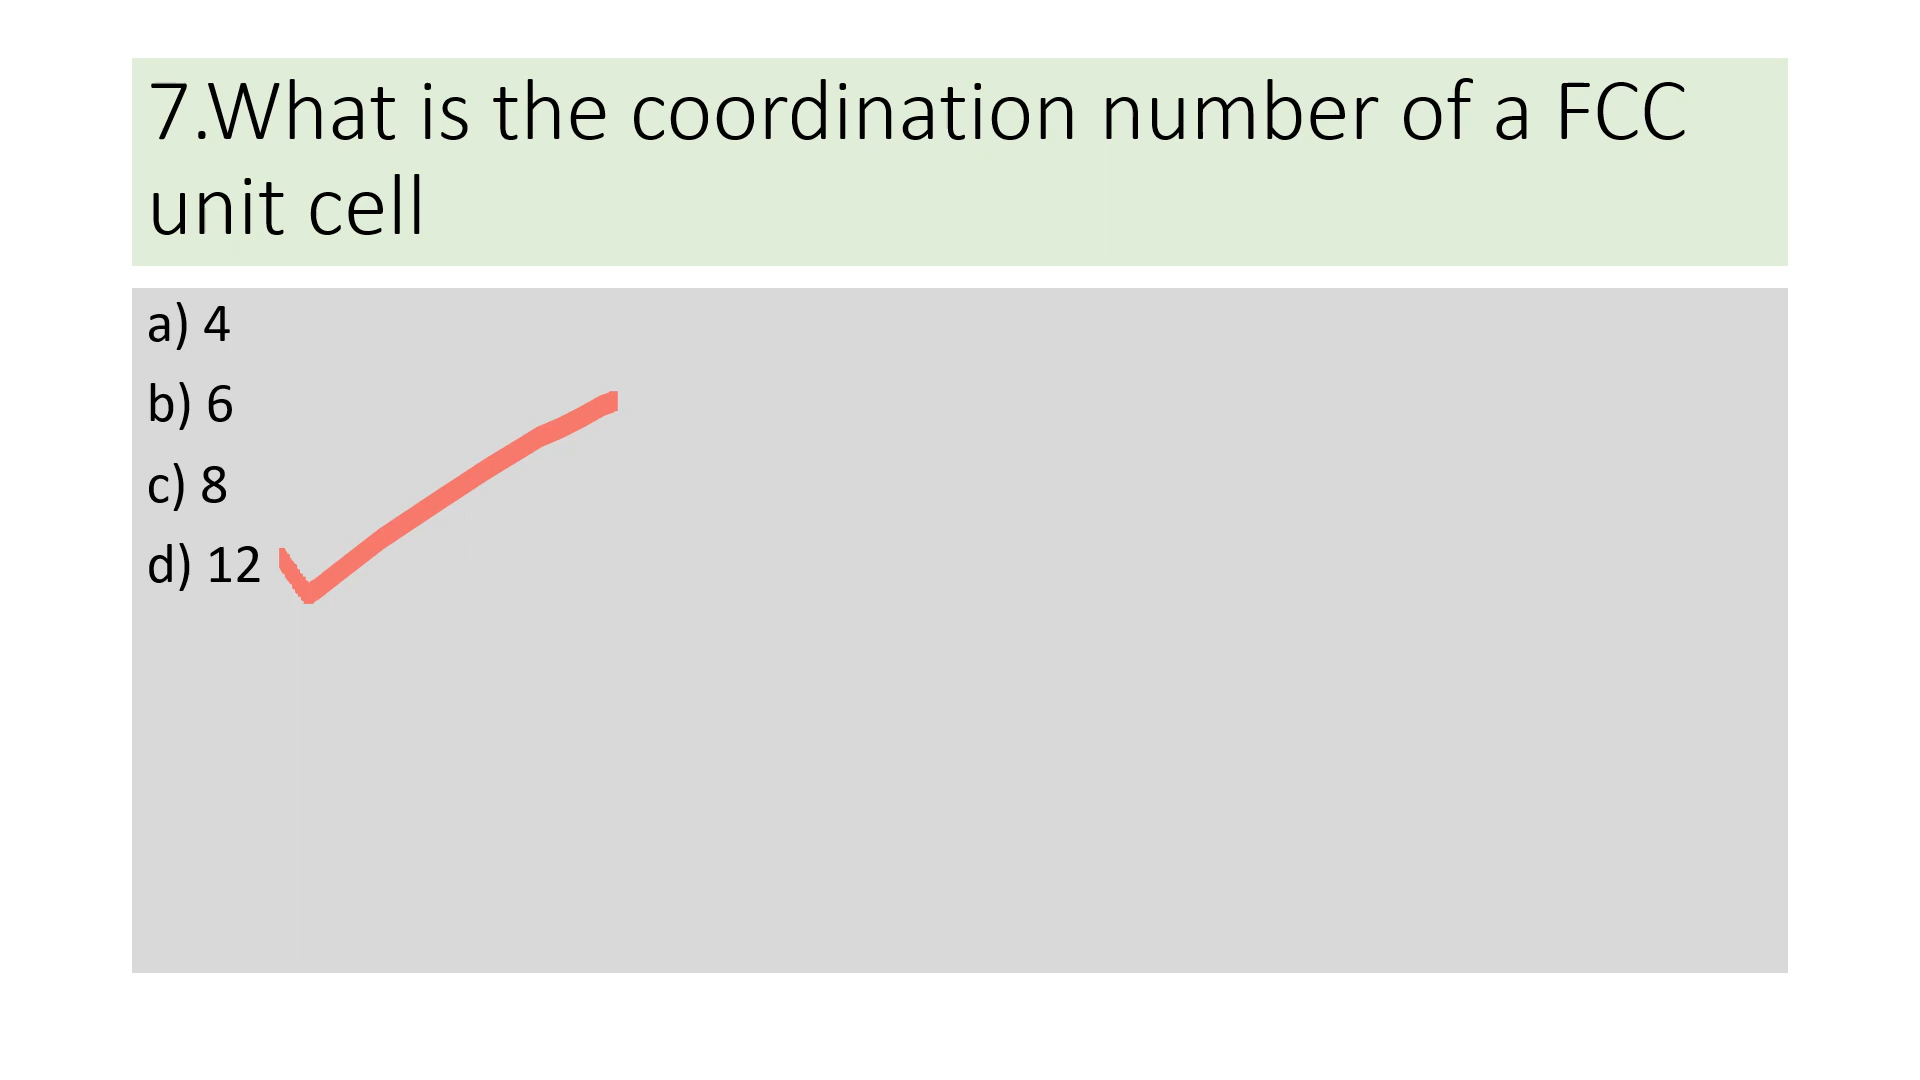 7.What is the coordination number of a FCC
unit cell
a) 4
b) 6
c) 8
d) 12